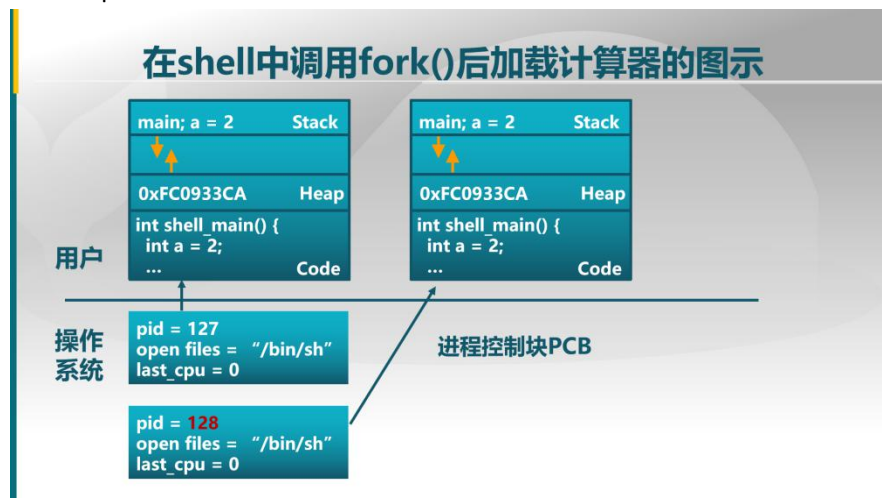 在shell中调用fork()后加载计算器的图示
main; a = 2 Stack
0xFC0933CA Heap
int shell_main() {
int a = 2;
... Code
main; a = 2 Stack
0xFC0933CA Heap
int shell_main() {
int a = 2;
... Code
用户
操作
系统
pid = 127
open files = “/bin/sh”
last_cpu = 0
进程控制块PCB
pid = 128
open files = “/bin/sh”
last_cpu = 0